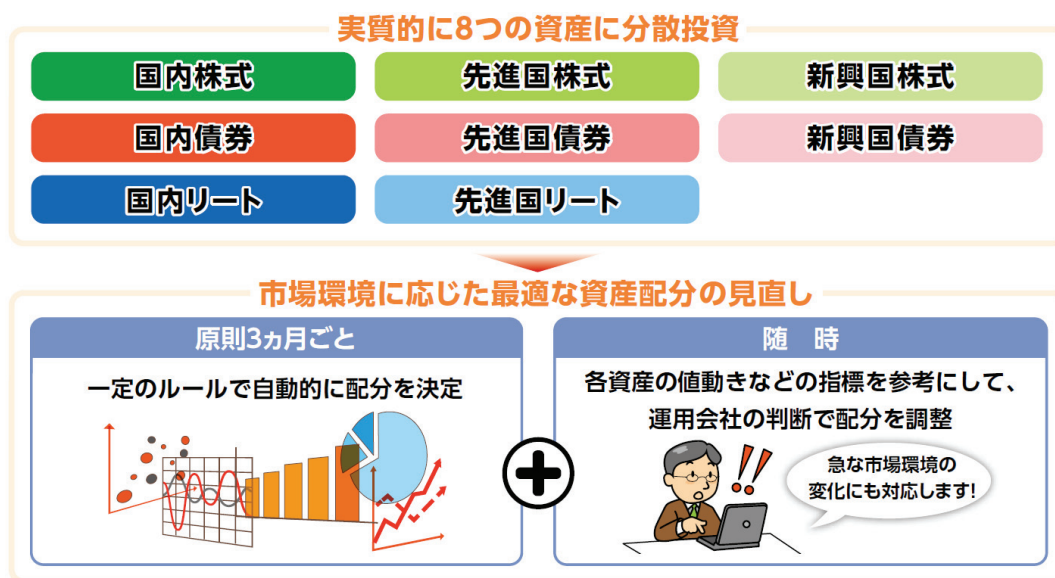 実質的に8つの資産に分散投資
国内株式
先進国株式
新興国株式
国内債券
先進国債券
新興国債券
国内リート
先進国リート
市場環境に応じた最適な資産配分の見直し
原則3ヵ月ごと
一定のルールで自動的に配分を決定
随 時
各資産の値動きなどの指標を参考にして、
運用会社の判断で配分を調整
急な市場環境の
変化にも対応します!